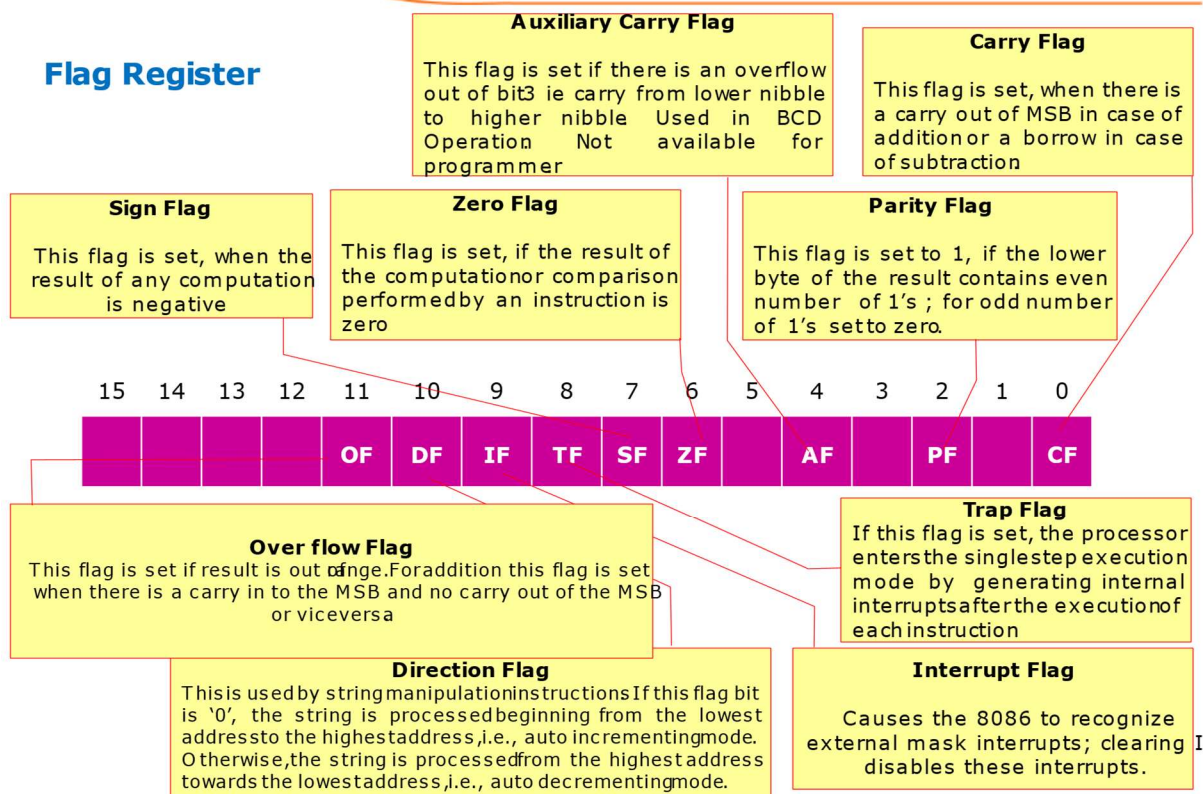 Flag Register
Auxiliary Carry Flag
This flag is set if there is an overflow
out of bit3 ie carry from lower nibble
to higher nibble Used in BCD
Operation Not available for
programmer
Carry Flag
This flag is set, when there is
a carry out of MSB in case of
addition or a borrow in case
of subtraction.
Sign Flag
This flag is set, when the
result of any computation
is negative
Zero Flag
This flag is set, if the result of
the computation or comparison
performed by an instruction is
zero
Parity Flag
This flag is set to 1, if the lower
byte of the result contains even
number of 1's ; for odd number
of 1's set to zero.
15 14 13 12 11 10 9 8 7 6 5 4 3 2 1 0
OF DF IF TF SF ZF AF PF CF
Over flow Flag
This flag is set if result is out of range. For addition this flag is set
when there is a carry in to the MSB and no carry out of the MSB
or viceversa
Trap Flag
If this flag is set, the processor
enters the single step execution
mode by generating internal
interrupts after the execution of
each instruction
Direction Flag
This is used by string manipulation instructions If this flag bit
is ‘0’, the string is processed beginning from the lowest
address to the highest address, i.e., auto incrementing mode.
Otherwise, the string is processed from the highest address
towards the lowest address, i.e., auto decrementing mode.
Interrupt Flag
Causes the 8086 to recognize
external mask interrupts; clearing I
disables these interrupts.